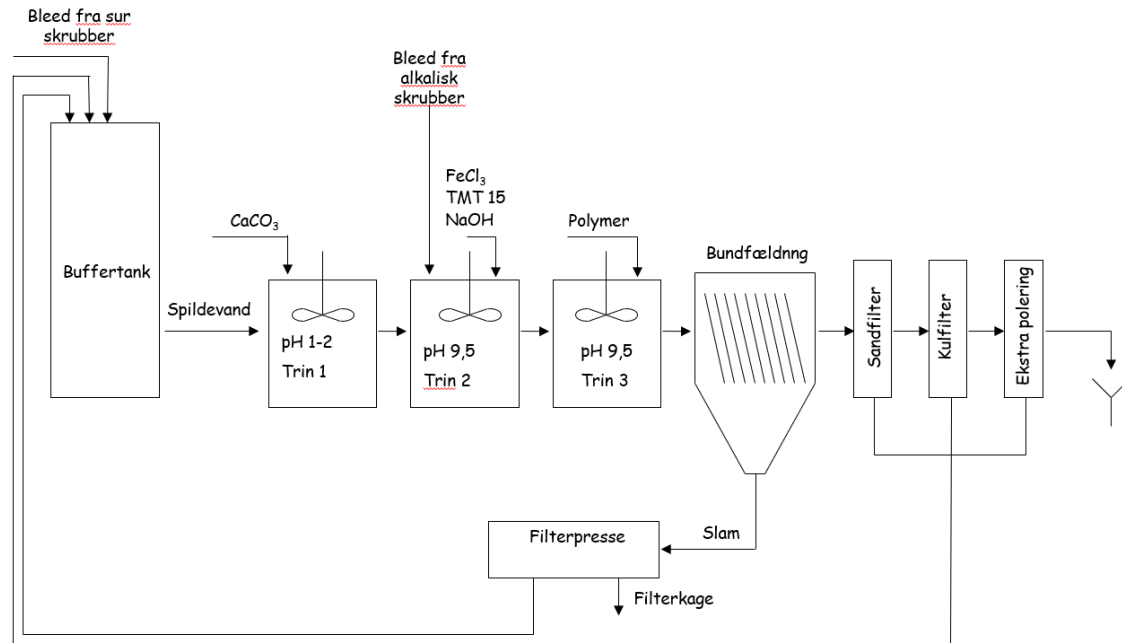 Bleed fra sur
skrubber
Bleed fra
alkalisk
skrubber
FeCl₃
TMT 15
NaOH
CaCO₃
Polymer
Bundfældnng
Buffertank
Spildevand
pH 1-2
Trin 1
pH 9,5
Trin 2
pH 9,5
Trin 3
Sandfilter
Kulfilter
Ekstra polering
Filterpresse
Slam
Filterkage